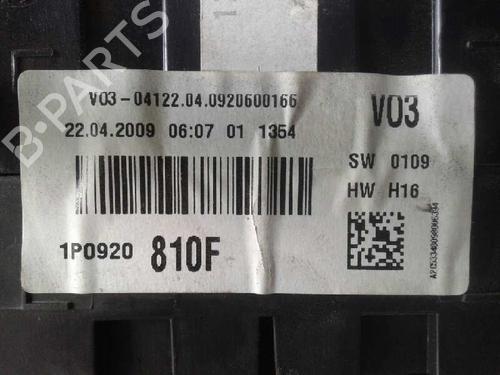 V03-04122.04.0920600166
22.04.2009 06:07 01 1354
V03
SW 0109
HW H16
1P0920 810F
B-PARTS